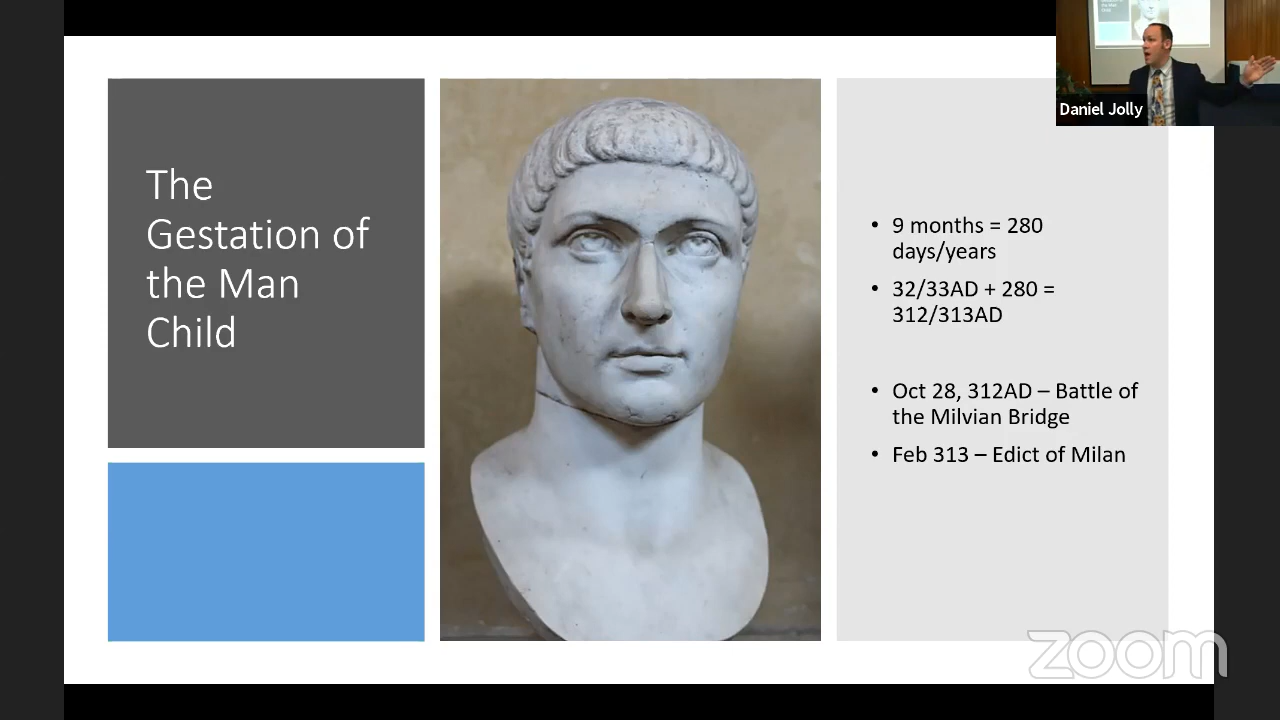 The
Gestation of
the Man
Child
• 9 months = 280
days/years
• 32/33AD + 280 =
312/313AD
• Oct 28, 312AD – Battle of
the Milvian Bridge
• Feb 313 – Edict of Milan
Daniel Jolly
zoom